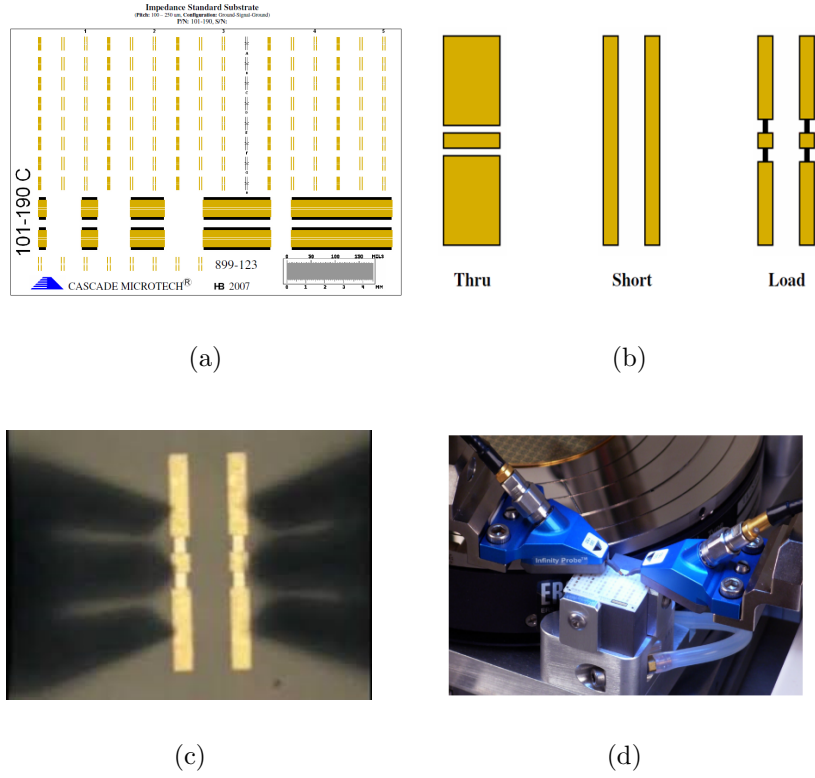 Impedance Standard Substrate
(Pitch: 100 – 250 um, Configuration: Ground-Signal-Ground)
P/N: 101-190, S/N:
1 2 3 4 5
101-190 C
899-123
0 50 100 150 MILS
0 1 2 3 4 MM
CASCADE MICROTECH® HB 2007
Thru Short Load
(a) (b)
Infinity Probe™
(c) (d)